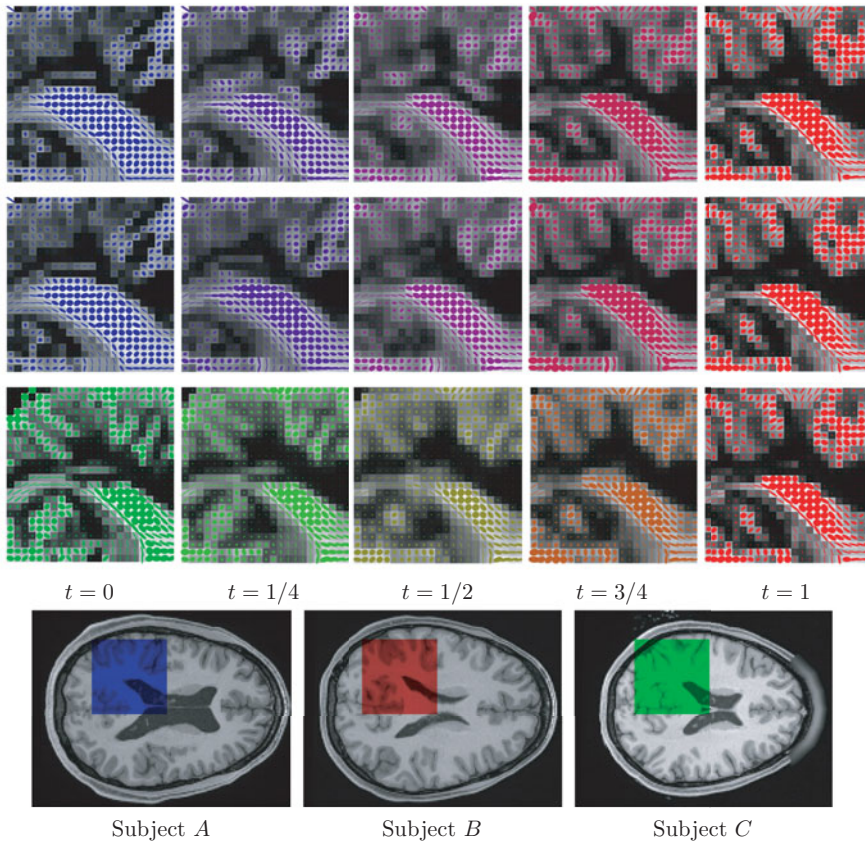 t = 0 t = 1/4 t = 1/2 t = 3/4 t = 1
Subject A Subject B Subject C